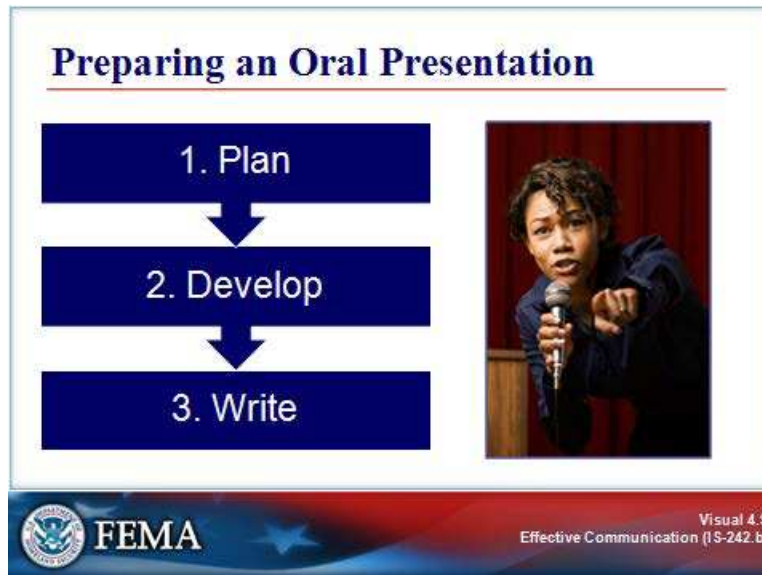 Preparing an Oral Presentation
1. Plan
2. Develop
3. Write
FEMA
Visual 4.
Effective Communication (IS-242.b